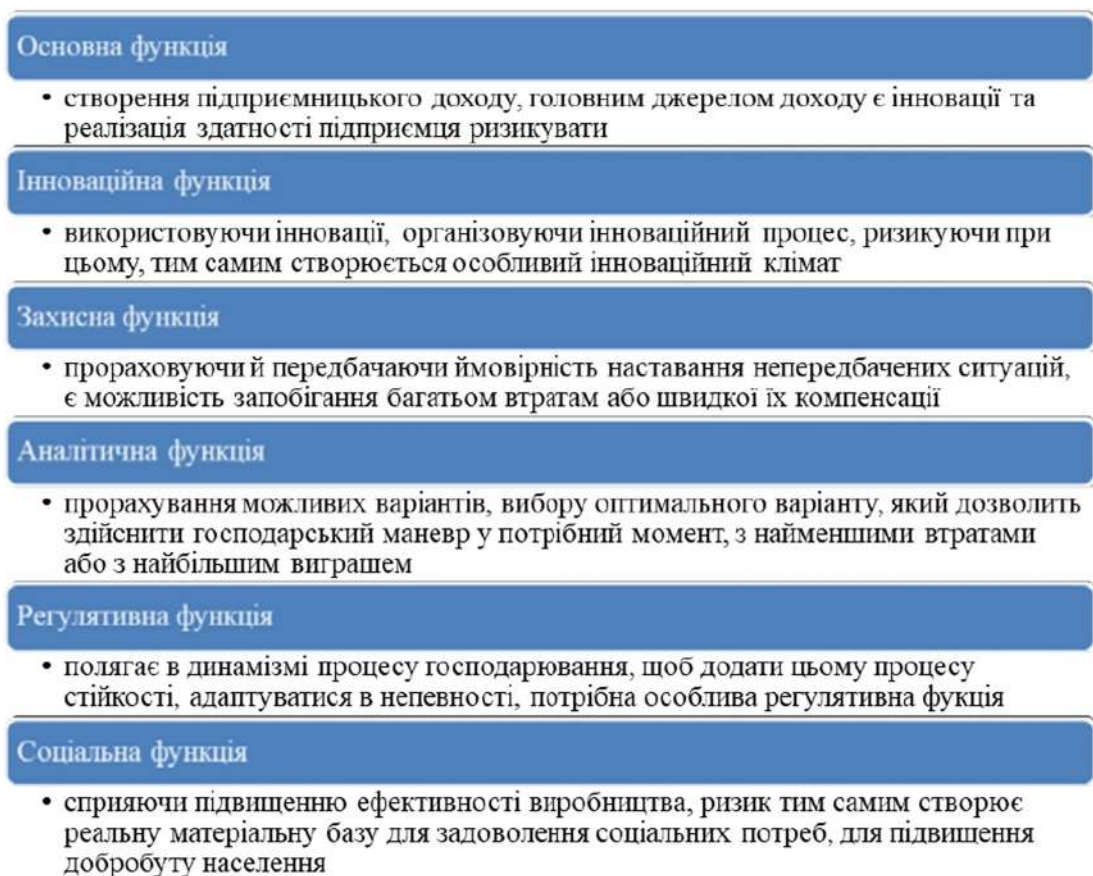 Основна функція
• створення підприємницького доходу, головним джерелом доходу є інновації та
реалізація здатності підприємця ризикувати
Інноваційна функція
• використовуючи інновації, організовуючи інноваційний процес, ризикуючи при
цьому, тим самим створюється особливий інноваційний клімат
Захисна функція
• прораховуючи й передбачаючи ймовірність наставання непередбачених ситуацій,
є можливість запобігання багатьом втратам або швидкої їх компенсації
Аналітична функція
• прорахування можливих варіантів, вибору оптимального варіанту, який дозволить
здійснити господарський маневр у потрібний момент, з найменшими втратами
або з найбільшим виграшем
Регулятивна функція
• полягає в динамізмі процесу господарювання, щоб додати цьому процесу
стійкості, адаптуватися в непевності, потрібна особлива регулятивна фукція
Соціальна функція
• сприяючи підвищенню ефективності виробництва, ризик тим самим створює
реальну матеріальну базу для задоволення соціальних потреб, для підвищення
добробуту населення